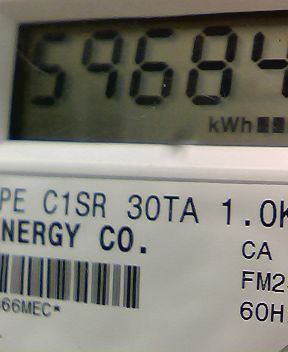 59684
kWh
PE C1SR 30TA 1.0K
NERGY CO.
CA
FM2
66MEC*
60H